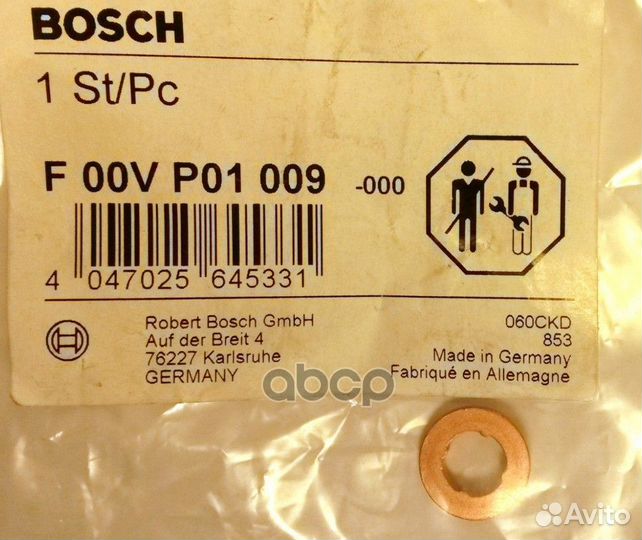 BOSCH
1 St/Pc
F 00V P01 009 -000
4 047025 645331
Robert Bosch GmbH
Auf der Breit 4
76227 Karlsruhe
GERMANY
060CKD
853
Made in Germany
Fabriqué en Allemagne
abcp
Avito